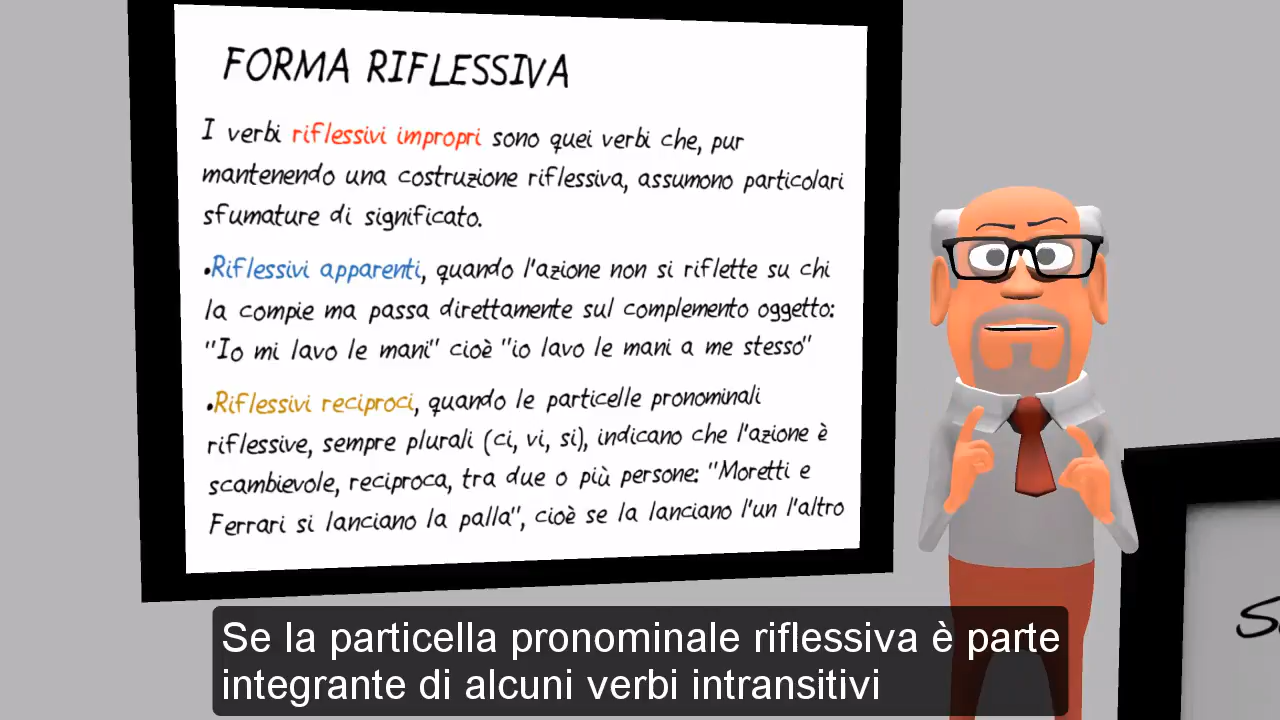 FORMA RIFLESSIVA
I verbi riflessivi impropri sono quei verbi che, pur
mantenendo una costruzione riflessiva, assumono particolari
sfumature di significato.
•Riflessivi apparenti, quando l'azione non si riflette su chi
la compie ma passa direttamente sul complemento oggetto:
"Io mi lavo le mani" cioè "io lavo le mani a me stesso"
•Riflessivi reciproci, quando le particelle pronominali
riflessive, sempre plurali (ci, vi, si), indicano che l'azione è
scambievole, reciproca, tra due o più persone: "Moretti e
Ferrari si lanciano la palla", cioè se la lanciano l'un l'altro
Se la particella pronominale riflessiva è parte
integrante di alcuni verbi intransitivi